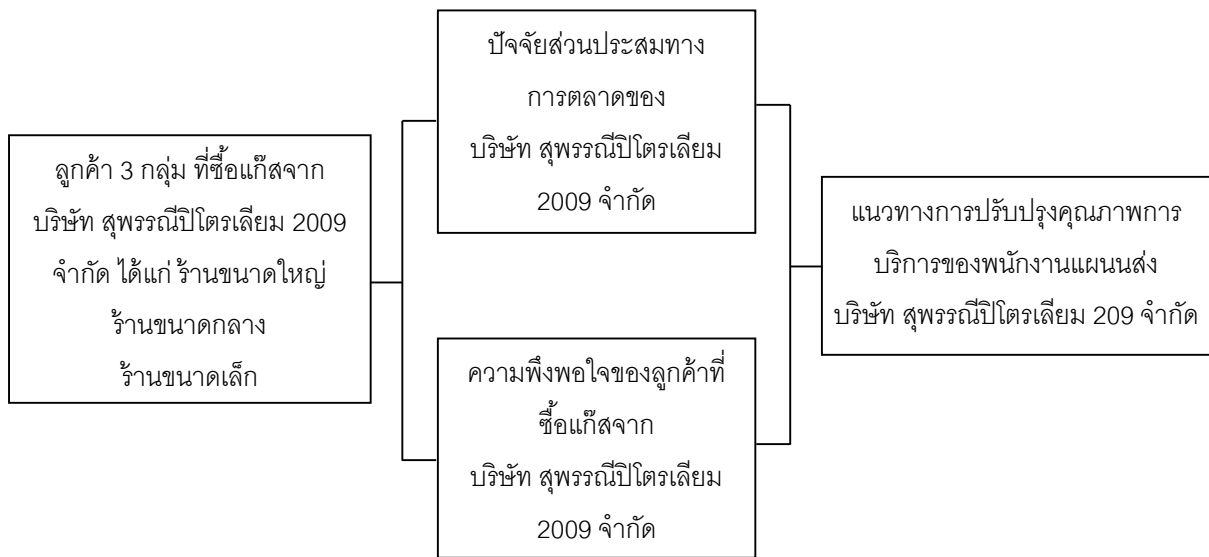 ลูกค้า 3 กลุ่ม ที่ซื้อแก๊สจาก
บริษัท สุพรรณีปิโตรเลียม 2009
จำกัด ได้แก่ ร้านขนาดใหญ่
ร้านขนาดกลาง
ร้านขนาดเล็ก
ปัจจัยส่วนประสมทาง
การตลาดของ
บริษัท สุพรรณีปิโตรเลียม
2009 จำกัด
ความพึงพอใจของลูกค้าที่
ซื้อแก๊สจาก
บริษัท สุพรรณีปิโตรเลียม
2009 จำกัด
แนวทางการปรับปรุงคุณภาพการ
บริการของพนักงานแผนนส่ง
บริษัท สุพรรณีปิโตรเลียม 209 จำกัด